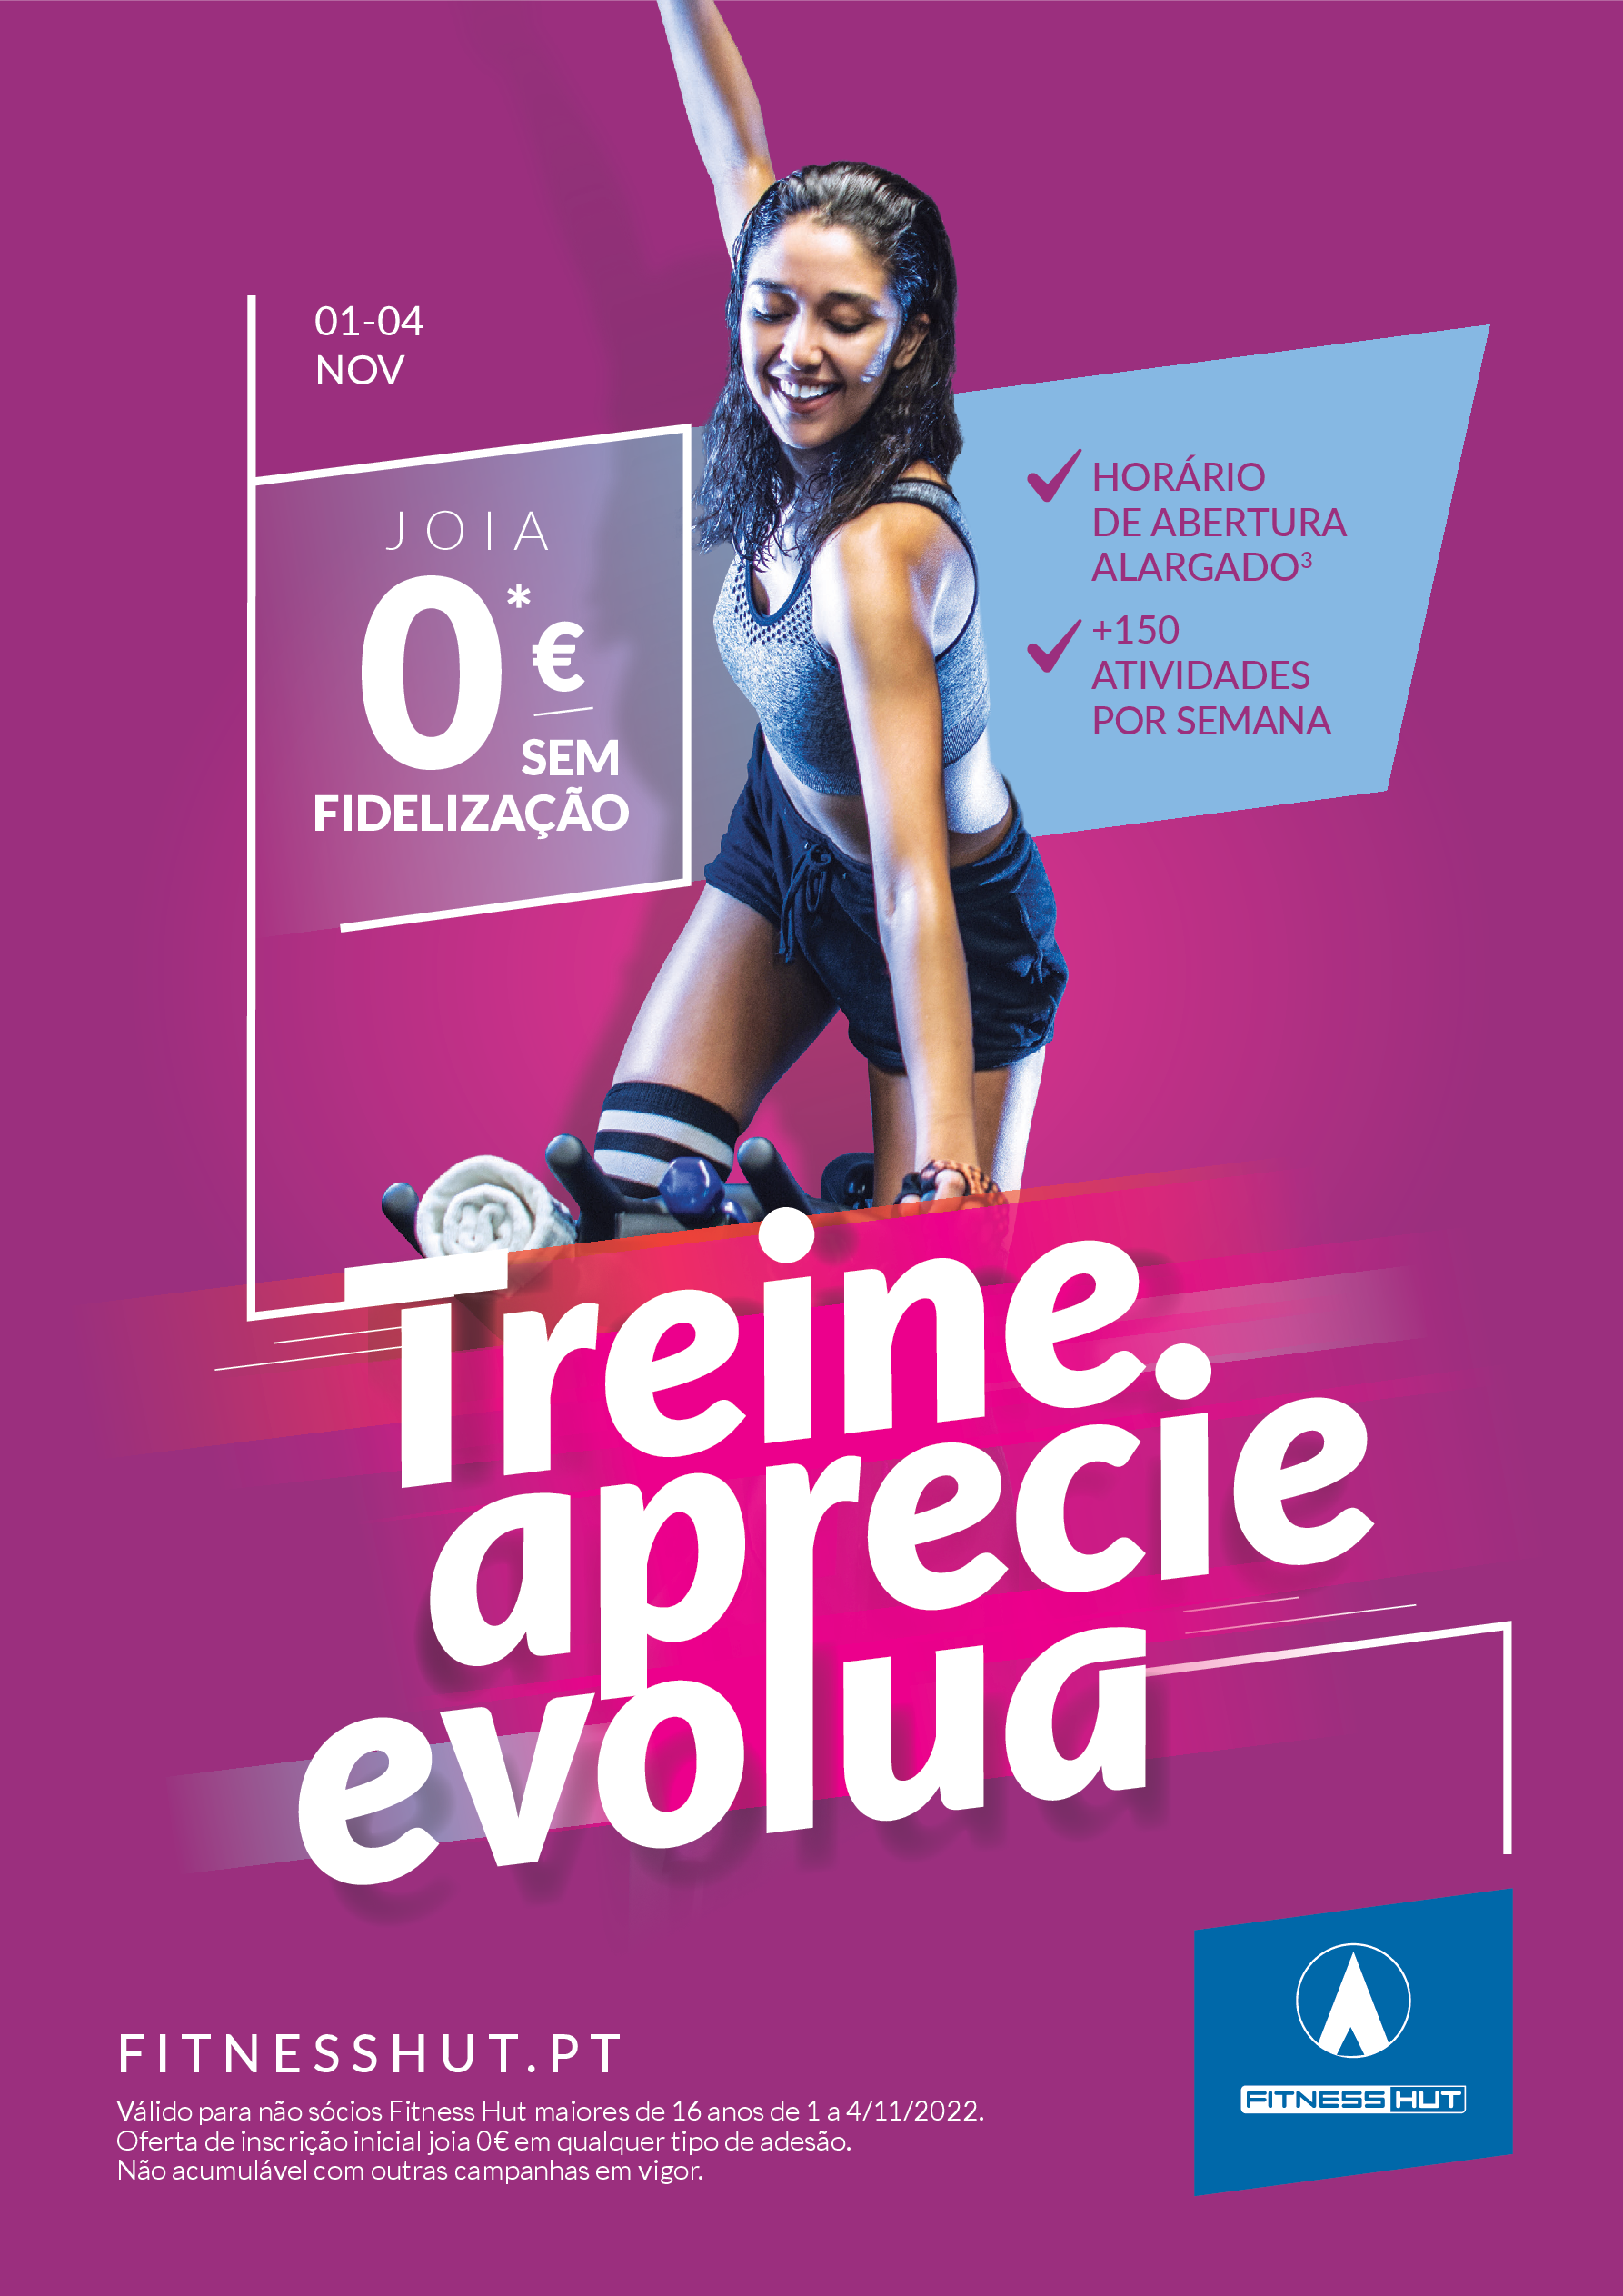 01-04
NOV
JOIA
0*€
SEM
FIDELIZAÇÃO
HORÁRIO
DE ABERTURA
ALARGADO³
+150
ATIVIDADES
POR SEMANA
Treine
aprecie
evolua
FITNESSHUT.PT
Válido para não sócios Fitness Hut maiores de 16 anos de 1 a 4/11/2022.
Oferta de inscrição inicial joia 0€ em qualquer tipo de adesão.
Não acumulável com outras campanhas em vigor.
FITNESS HUT